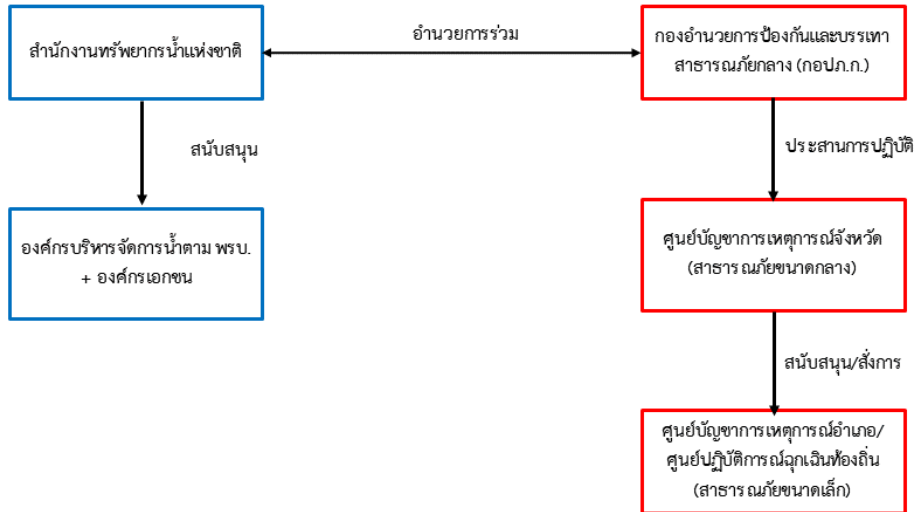 สำนักงานทรัพยากรน้ำแห่งชาติ
อำนวยการร่วม
กองอำนวยการป้องกันและบรรเทา
สาธารณภัยกลาง (กอปภ.ก.)
สนับสนุน
ประสานการปฏิบัติ
องค์กรบริหารจัดการน้ำตาม พรบ.
+ องค์กรเอกชน
ศูนย์บัญชาการเหตุการณ์จังหวัด
(สาธารณภัยขนาดกลาง)
สนับสนุน/สั่งการ
ศูนย์บัญชาการเหตุการณ์อำเภอ/
ศูนย์ปฏิบัติการณ์ฉุกเฉินท้องถิ่น
(สาธารณภัยขนาดเล็ก)